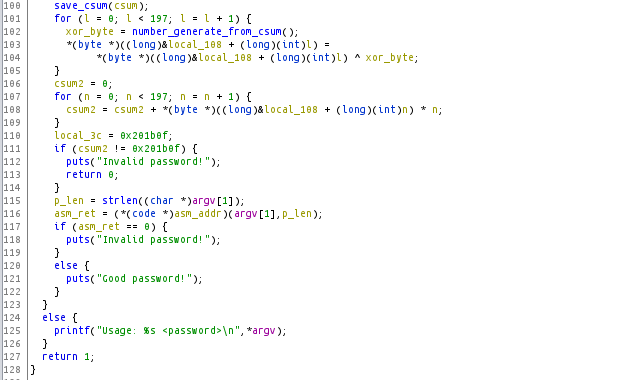 100 save_csum(csum);
101 for (l = 0; l < 197; l = l + 1) {
102 xor_byte = number_generate_from_csum();
103 *(byte *)((long)&local_108 + (long)(int)l) =
104 *(byte *)((long)&local_108 + (long)(int)l) ^ xor_byte;
105 }
106 csum2 = 0;
107 for (n = 0; n < 197; n = n + 1) {
108 csum2 = csum2 + *(byte *)((long)&local_108 + (long)(int)n) * n;
109 }
110 local_3c = 0x201b0f;
111 if (csum2 != 0x201b0f) {
112 puts("Invalid password!");
113 return 0;
114 }
115 p_len = strlen((char *)argv[1]);
116 asm_ret = (*(code *)asm_addr)(argv[1],p_len);
117 if (asm_ret == 0) {
118 puts("Invalid password!");
119 }
120 else {
121 puts("Good password!");
122 }
123 }
124 else {
125 printf("Usage: %s <password>\n",*argv);
126 }
127 return 1;
128 }